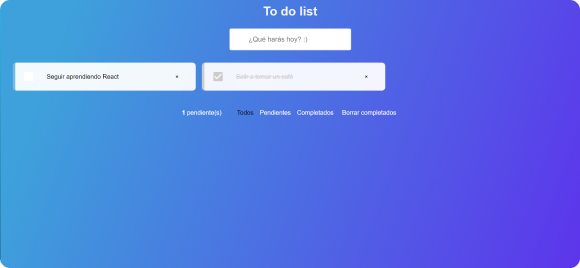 To do list
¿Qué harás hoy? :)
Seguir aprendiendo React ×
Salir a tomar un café ×
1 pendiente(s) Todos Pendientes Completados Borrar completados